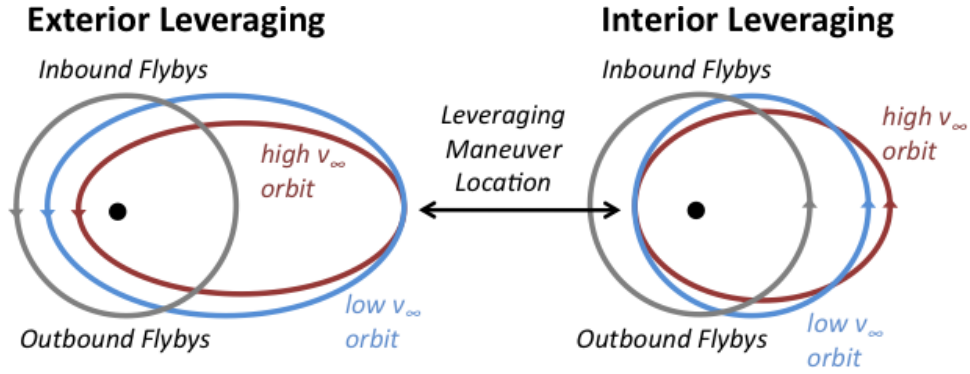 Exterior Leveraging
Inbound Flybys
high v∞
orbit
low v∞
orbit
Outbound Flybys
Leveraging
Maneuver
Location
Interior Leveraging
Inbound Flybys
high v∞
orbit
low v∞
orbit
Outbound Flybys